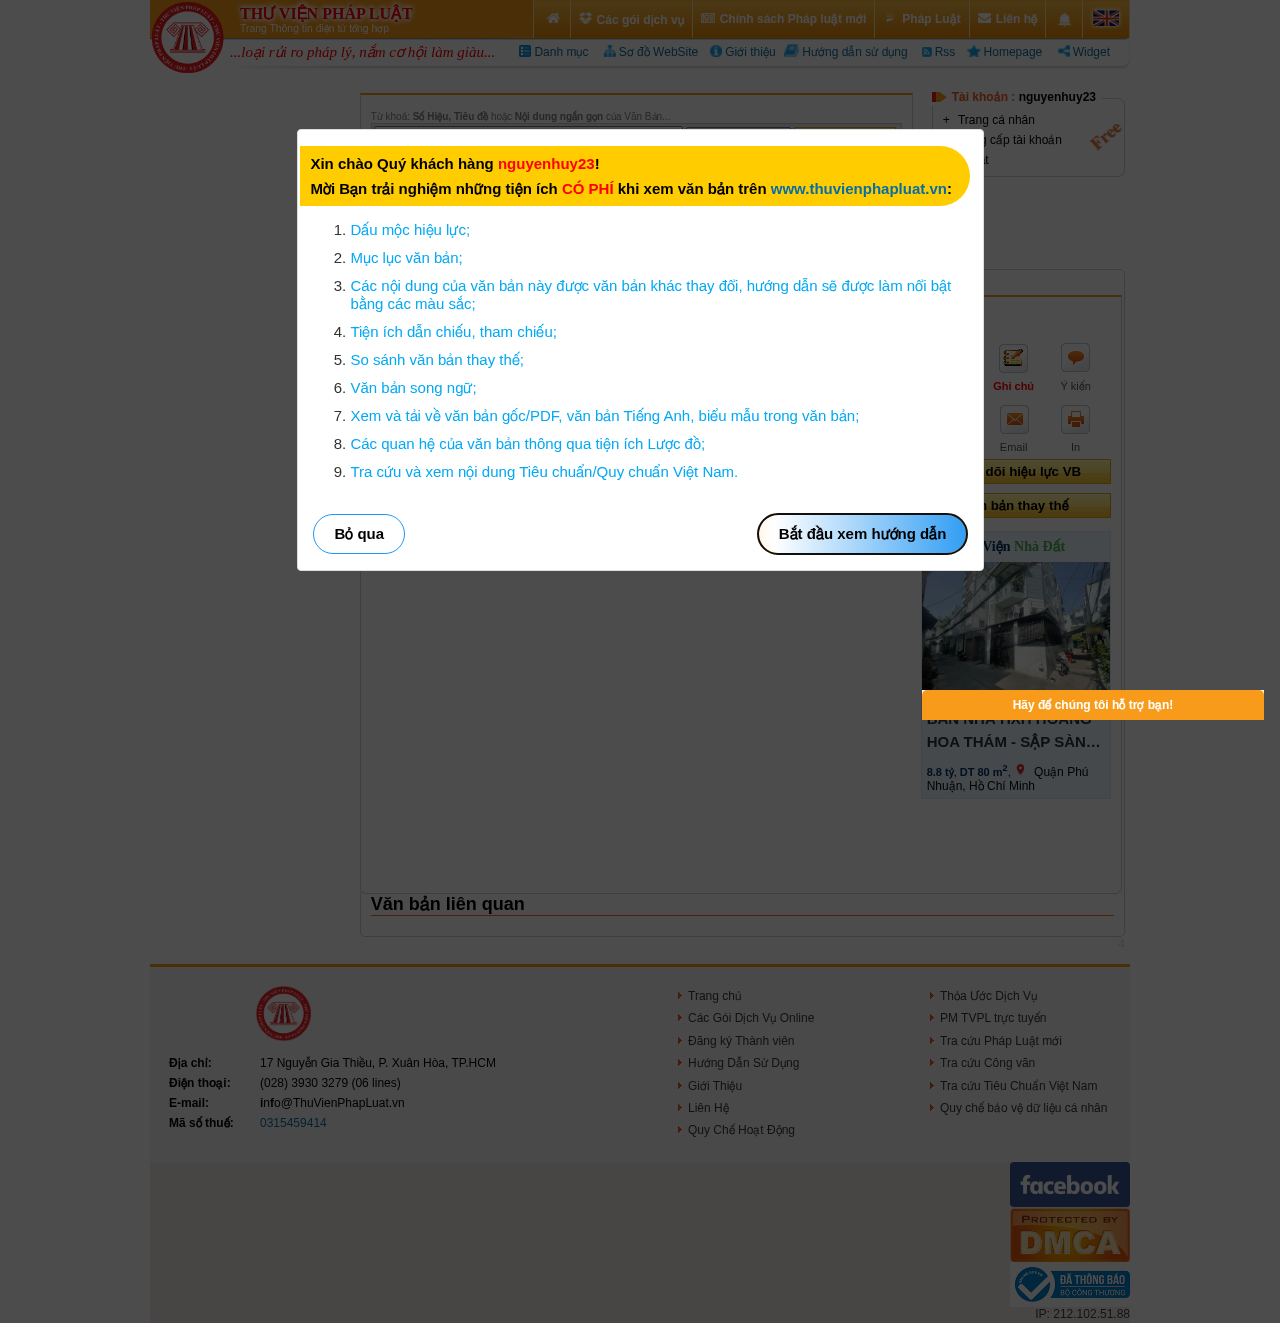 THƯ VIỆN PHÁP LUẬT
Trang Thông tin điện tử tổng hợp
Các gói dịch vụ
Chính sách Pháp luật mới
Pháp Luật
Liên hệ
...loại rủi ro pháp lý, nắm cơ hội làm giàu...
Danh mục
Sơ đồ WebSite
Giới thiệu
Hướng dẫn sử dụng
Rss
Homepage
Widget
Từ khoá: Số Hiệu, Tiêu đề hoặc Nội dung ngắn gọn của Văn Bản...
Tài khoản : nguyenhuy23
+ Trang cá nhân
cấp tài khoản
Free
Xin chào Quý khách hàng nguyenhuy23!
Mời Bạn trải nghiệm những tiện ích CÓ PHÍ khi xem văn bản trên www.thuvienphapluat.vn:
1. Dấu mộc hiệu lực;
2. Mục lục văn bản;
3. Các nội dung của văn bản này được văn bản khác thay đổi, hướng dẫn sẽ được làm nổi bật
bằng các màu sắc;
4. Tiện ích dẫn chiếu, tham chiếu;
5. So sánh văn bản thay thế;
6. Văn bản song ngữ;
7. Xem và tải về văn bản gốc/PDF, văn bản Tiếng Anh, biểu mẫu trong văn bản;
8. Các quan hệ của văn bản thông qua tiện ích Lược đồ;
9. Tra cứu và xem nội dung Tiêu chuẩn/Quy chuẩn Việt Nam.
Bỏ qua
Bắt đầu xem hướng dẫn
Ghi chú
Ý kiến
Email
In
dõi hiệu lực VB
bản thay thế
Viện Nhà Đất
Hãy để chúng tôi hỗ trợ bạn!
BÁN NHÀ HXH HOÀNG
HOA THÁM - SẬP SÀN...
8.8 tỷ, DT 80 m2, Quận Phú
Nhuận, Hồ Chí Minh
Văn bản liên quan
Địa chỉ: 17 Nguyễn Gia Thiều, P. Xuân Hòa, TP.HCM
Điện thoại: (028) 3930 3279 (06 lines)
E-mail: info@ThuVienPhapLuat.vn
Mã số thuế: 0315459414
Trang chủ
Các Gói Dịch Vụ Online
Đăng ký Thành viên
Hướng Dẫn Sử Dụng
Giới Thiệu
Liên Hệ
Quy Chế Hoạt Động
Thỏa Ước Dịch Vụ
PM TVPL trực tuyến
Tra cứu Pháp Luật mới
Tra cứu Công văn
Tra cứu Tiêu Chuẩn Việt Nam
Quy chế bảo vệ dữ liệu cá nhân
facebook
PROTECTED BY
DMCA
ĐÃ THÔNG BÁO
BỘ CÔNG THƯƠNG
IP: 212.102.51.88